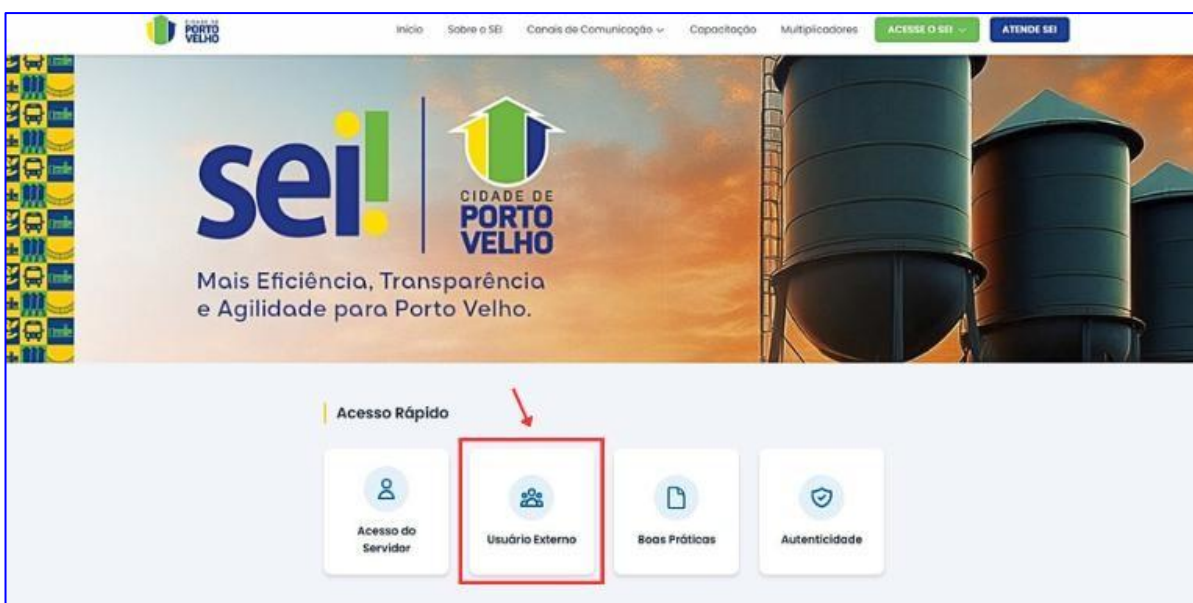 CIDADE DE
PORTO
VELHO
Início Sobre o SEI Canais de Comunicação Capacitação Multiplicadores ACESSE O SEI ATENDE SEI
sei!
CIDADE DE
PORTO
VELHO
Mais Eficiência, Transparência
e Agilidade para Porto Velho.
Acesso Rápido
Acesso do
Servidor
Usuário Externo
Boas Práticas
Autenticidade